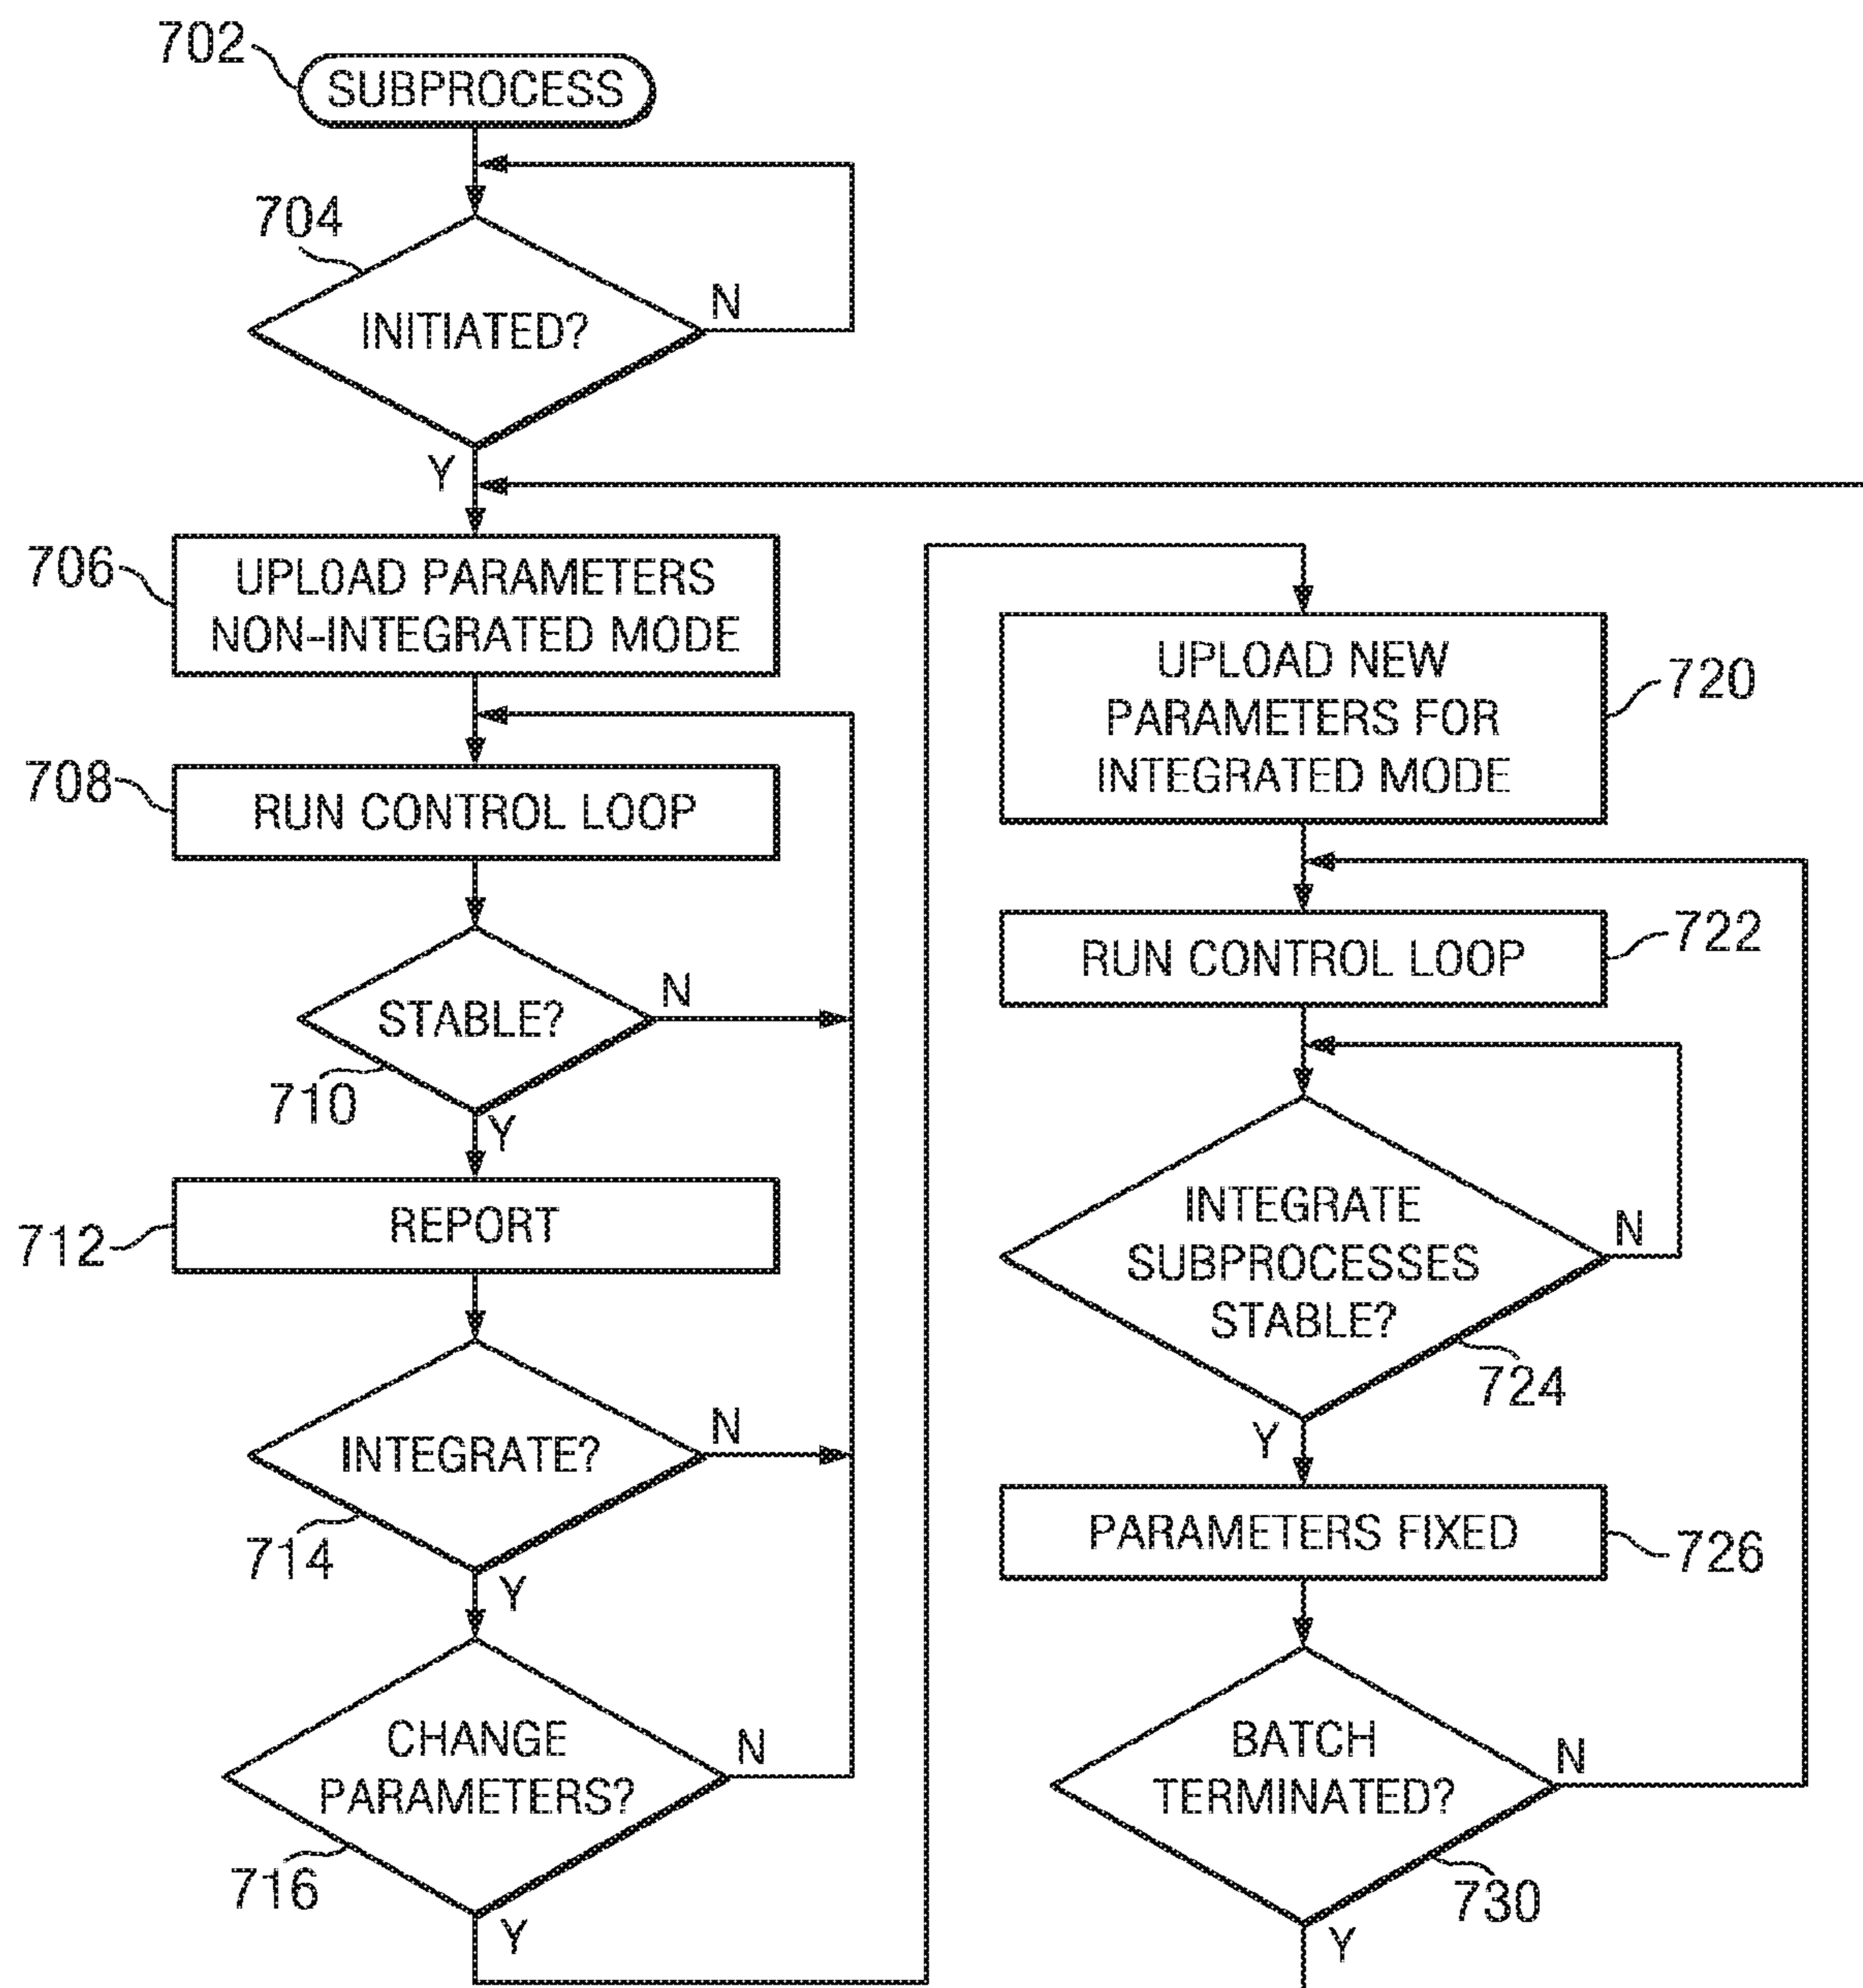 702
SUBPROCESS
704
INITIATED?
N
Y
706
UPLOAD PARAMETERS
NON-INTEGRATED MODE
708
RUN CONTROL LOOP
STABLE?
N
710
Y
712
REPORT
INTEGRATE?
N
714
Y
CHANGE
PARAMETERS?
N
716
Y
UPLOAD NEW
PARAMETERS FOR
INTEGRATED MODE
720
RUN CONTROL LOOP
722
INTEGRATE
SUBPROCESSES
STABLE?
N
724
Y
PARAMETERS FIXED
726
BATCH
TERMINATED?
N
730
Y